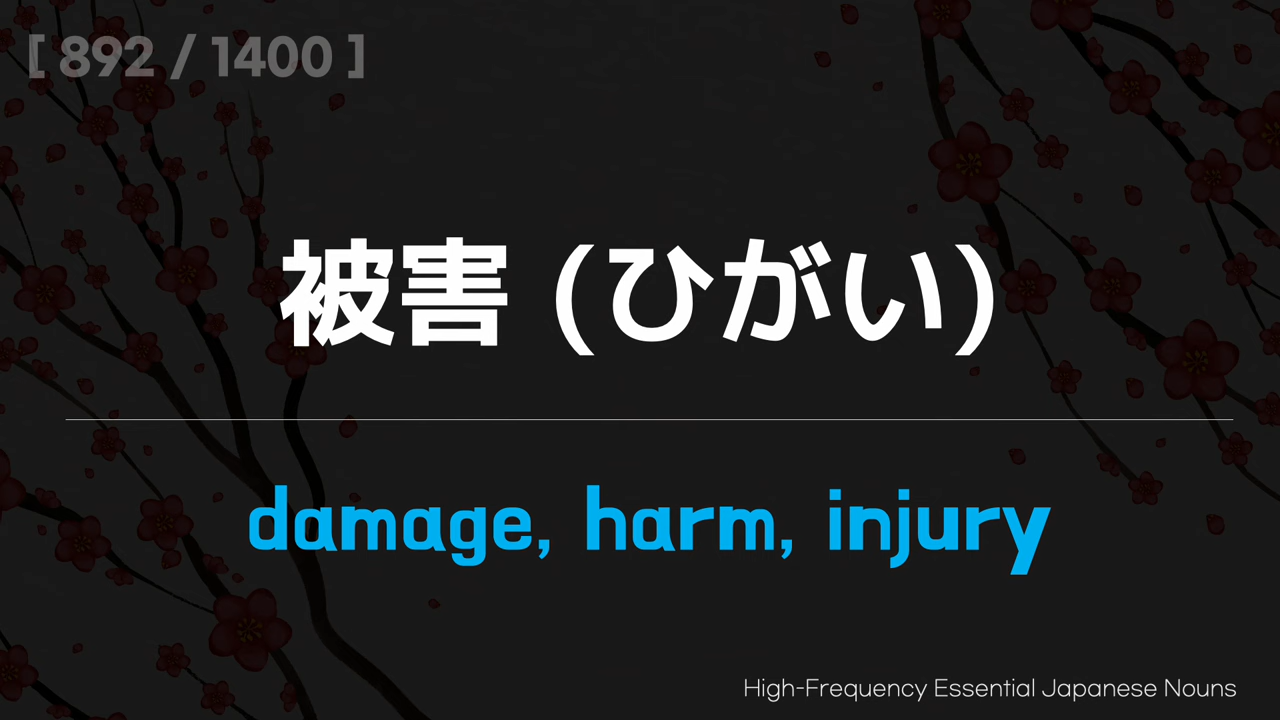 [ 892 / 1400 ]
被害 (ひがい)
damage, harm, injury
High-Frequency Essential Japanese Nouns